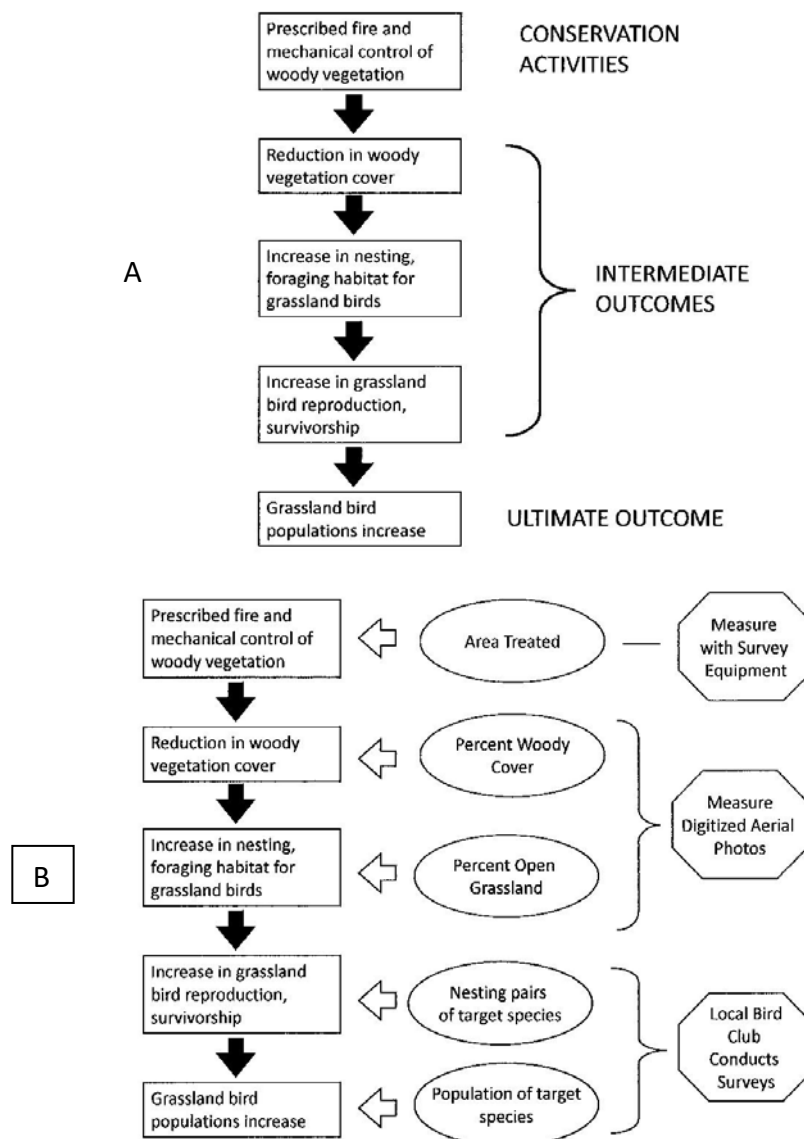 Prescribed fire and
mechanical control of
woody vegetation
CONSERVATION
ACTIVITIES
Reduction in woody
vegetation cover
A
Increase in nesting,
foraging habitat for
grassland birds
INTERMEDIATE
OUTCOMES
Increase in grassland
bird reproduction,
survivorship
Grassland bird
populations increase
ULTIMATE OUTCOME
Prescribed fire and
mechanical control of
woody vegetation
Area Treated
Measure
with Survey
Equipment
Reduction in woody
vegetation cover
Percent Woody
Cover
Measure
Digitized Aerial
Photos
B
Increase in nesting,
foraging habitat for
grassland birds
Percent Open
Grassland
Increase in grassland
bird reproduction,
survivorship
Nesting pairs
of target species
Local Bird
Club
Conducts
Surveys
Grassland bird
populations increase
Population of target
species